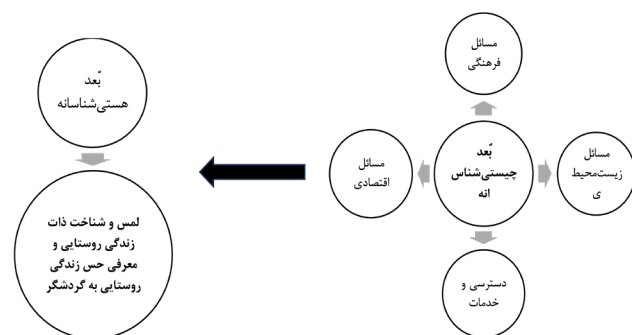 مسائل
فرهنگی
بُعد
چیستی‌شناس
انه
مسائل
زیست‌محیط
ی
مسائل
اقتصادی
دسترسی و
خدمات
بُعد
هستی‌شناسانه
لمس و شناخت ذات
زندگی روستایی و
معرفی حس زندگی
روستایی به گردشگر